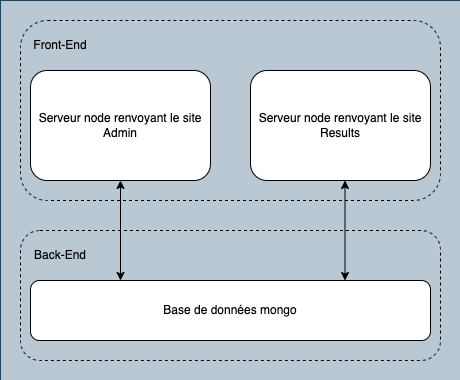 Front-End
Serveur node renvoyant le site
Admin
Serveur node renvoyant le site
Results
Back-End
Base de données mongo